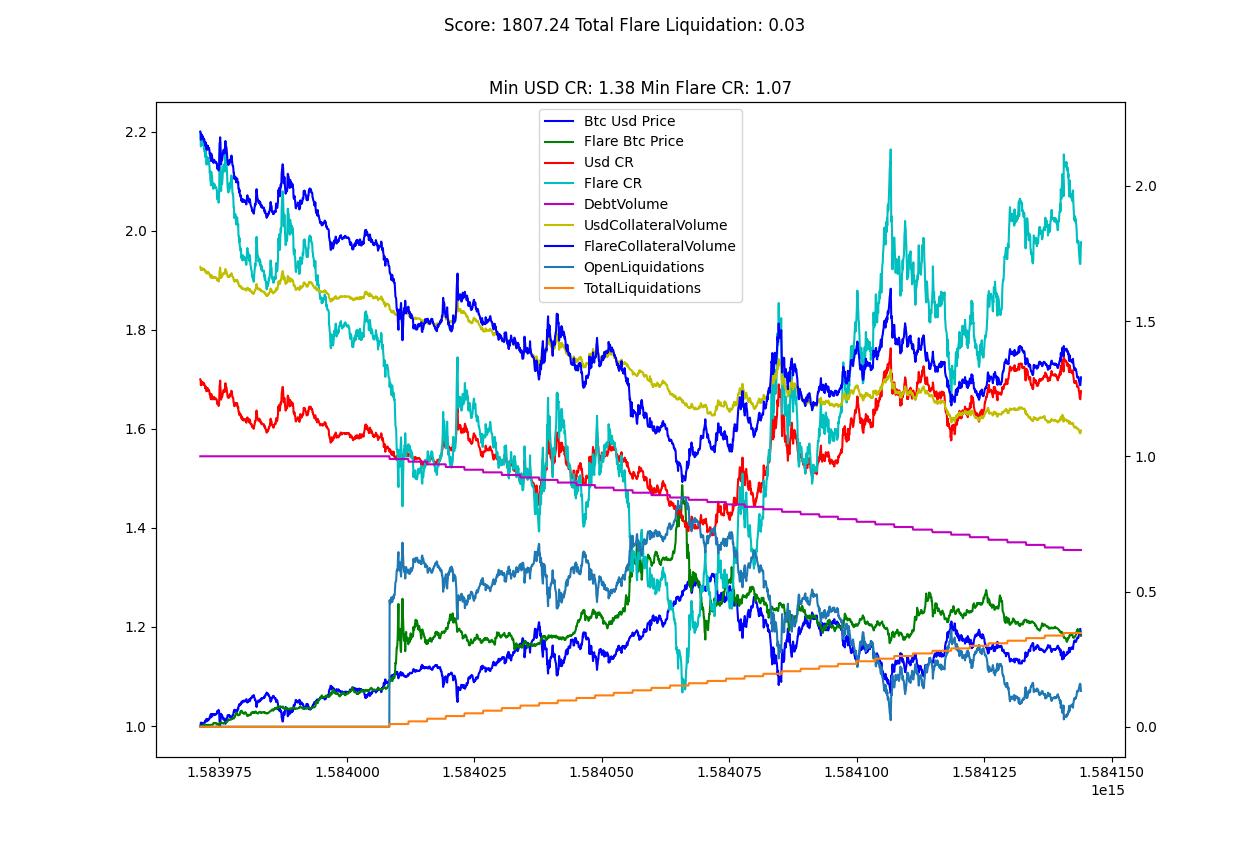 Score: 1807.24 Total Flare Liquidation: 0.03
Min USD CR: 1.38 Min Flare CR: 1.07
Btc Usd Price
Flare Btc Price
Usd CR
Flare CR
DebtVolume
UsdCollateralVolume
FlareCollateralVolume
OpenLiquidations
TotalLiquidations
2.2
2.0
1.8
1.6
1.4
1.2
1.0
2.0
1.5
1.0
0.5
0.0
1.583975 1.584000 1.584025 1.584050 1.584075 1.584100 1.584125 1.584150
1e15